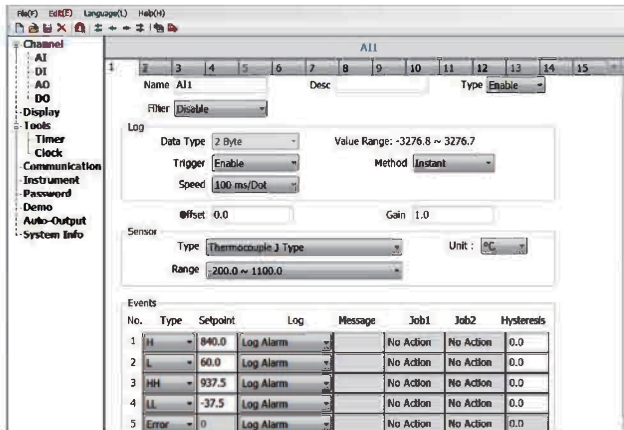 File(F) Edit(E) Language(L) Help(H)
Channel
AI
DI
AO
DO
Display
Tools
Timer
Clock
Communication
Instrument
Password
Demo
Auto-Output
System Info
AI1
1 2 3 4 5 6 7 8 9 10 11 12 13 14 15
Name AI1 Desc Type Enable
Filter Disable
Log
Data Type 2 Byte Value Range: -3276.8 ~ 3276.7
Trigger Enable Method Instant
Speed 100 ms/Dot
Offset 0.0 Gain 1.0
Sensor
Type Thermocouple J Type Unit : °C
Range -200.0 ~ 1100.0
Events
No. Type Setpoint Log Message Job1 Job2 Hysteresis
1 H 840.0 Log Alarm No Action No Action 0.0
2 L 60.0 Log Alarm No Action No Action 0.0
3 HH 937.5 Log Alarm No Action No Action 0.0
4 LL -37.5 Log Alarm No Action No Action 0.0
5 Error 0 Log Alarm No Action No Action 0.0